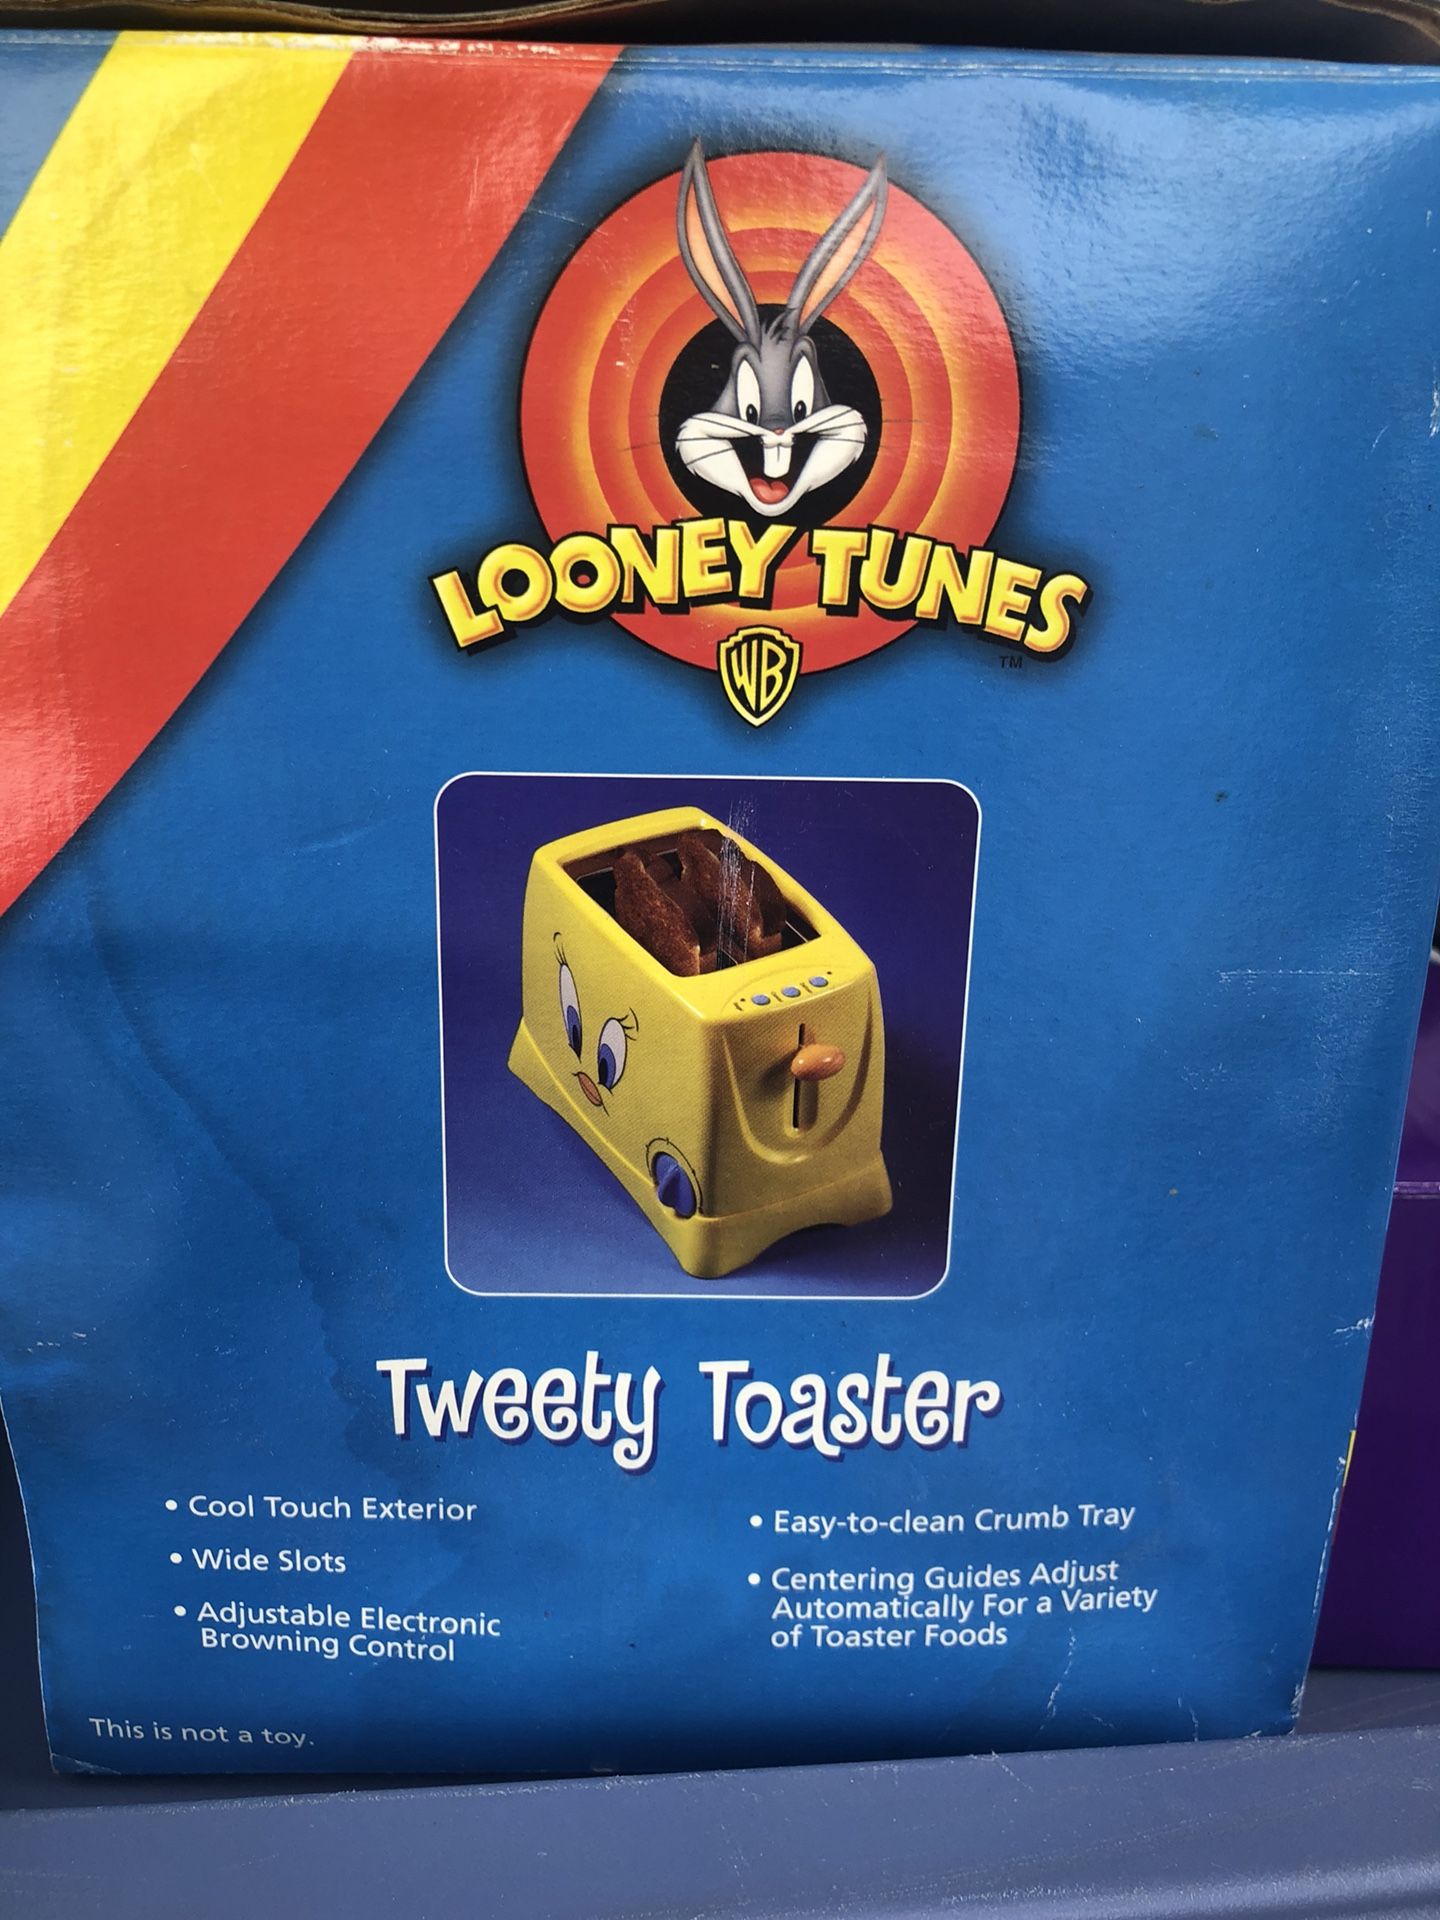 LOONEY TUNES
WB
TM
Tweety Toaster
• Cool Touch Exterior
• Wide Slots
• Adjustable Electronic
Browning Control
• Easy-to-clean Crumb Tray
• Centering Guides Adjust
Automatically For a Variety
of Toaster Foods
This is not a toy.